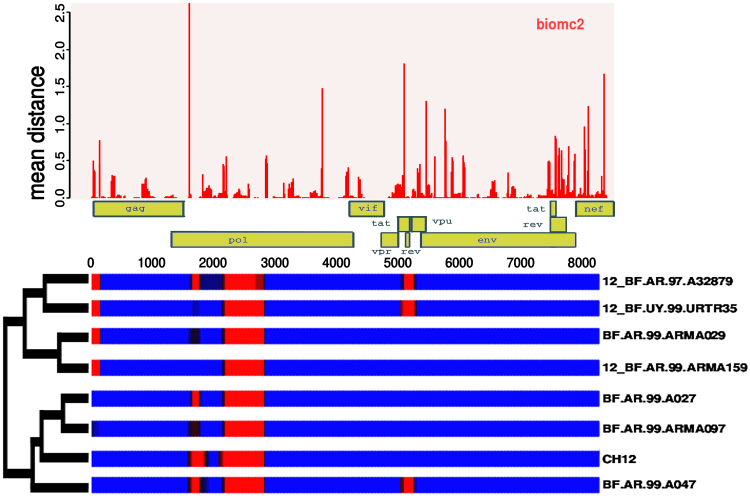 biomc2
mean distance
2.5
2.0
1.5
1.0
0.5
0.0
gag
vif
tat
vpu
tat
rev
nef
pol
vpr
rev
env
0 1000 2000 3000 4000 5000 6000 7000 8000
12_BF.AR.97.A32879
12_BF.UY.99.URTR35
BF.AR.99.ARMA029
12_BF.AR.99.ARMA159
BF.AR.99.A027
BF.AR.99.ARMA097
CH12
BF.AR.99.A047